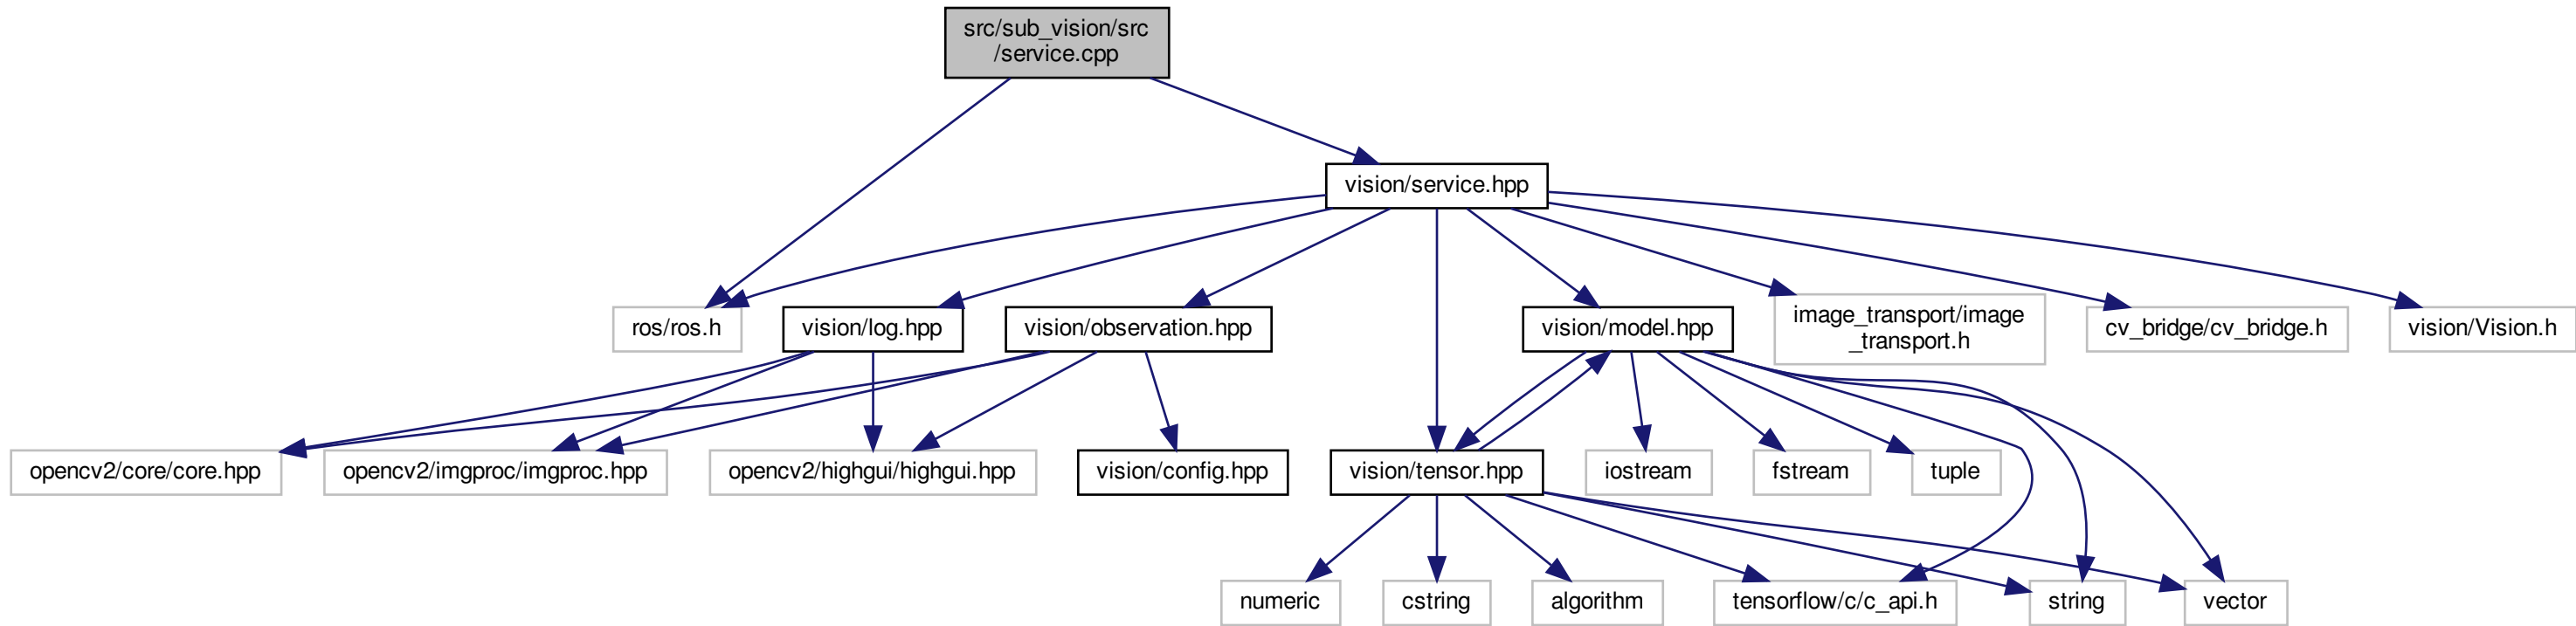 src/sub_vision/src
/service.cpp
vision/service.hpp
ros/ros.h
vision/log.hpp
vision/observation.hpp
vision/model.hpp
image_transport/image
_transport.h
cv_bridge/cv_bridge.h
vision/Vision.h
opencv2/core/core.hpp
opencv2/imgproc/imgproc.hpp
opencv2/highgui/highgui.hpp
vision/config.hpp
vision/tensor.hpp
iostream
fstream
tuple
numeric
cstring
algorithm
tensorflow/c/c_api.h
string
vector